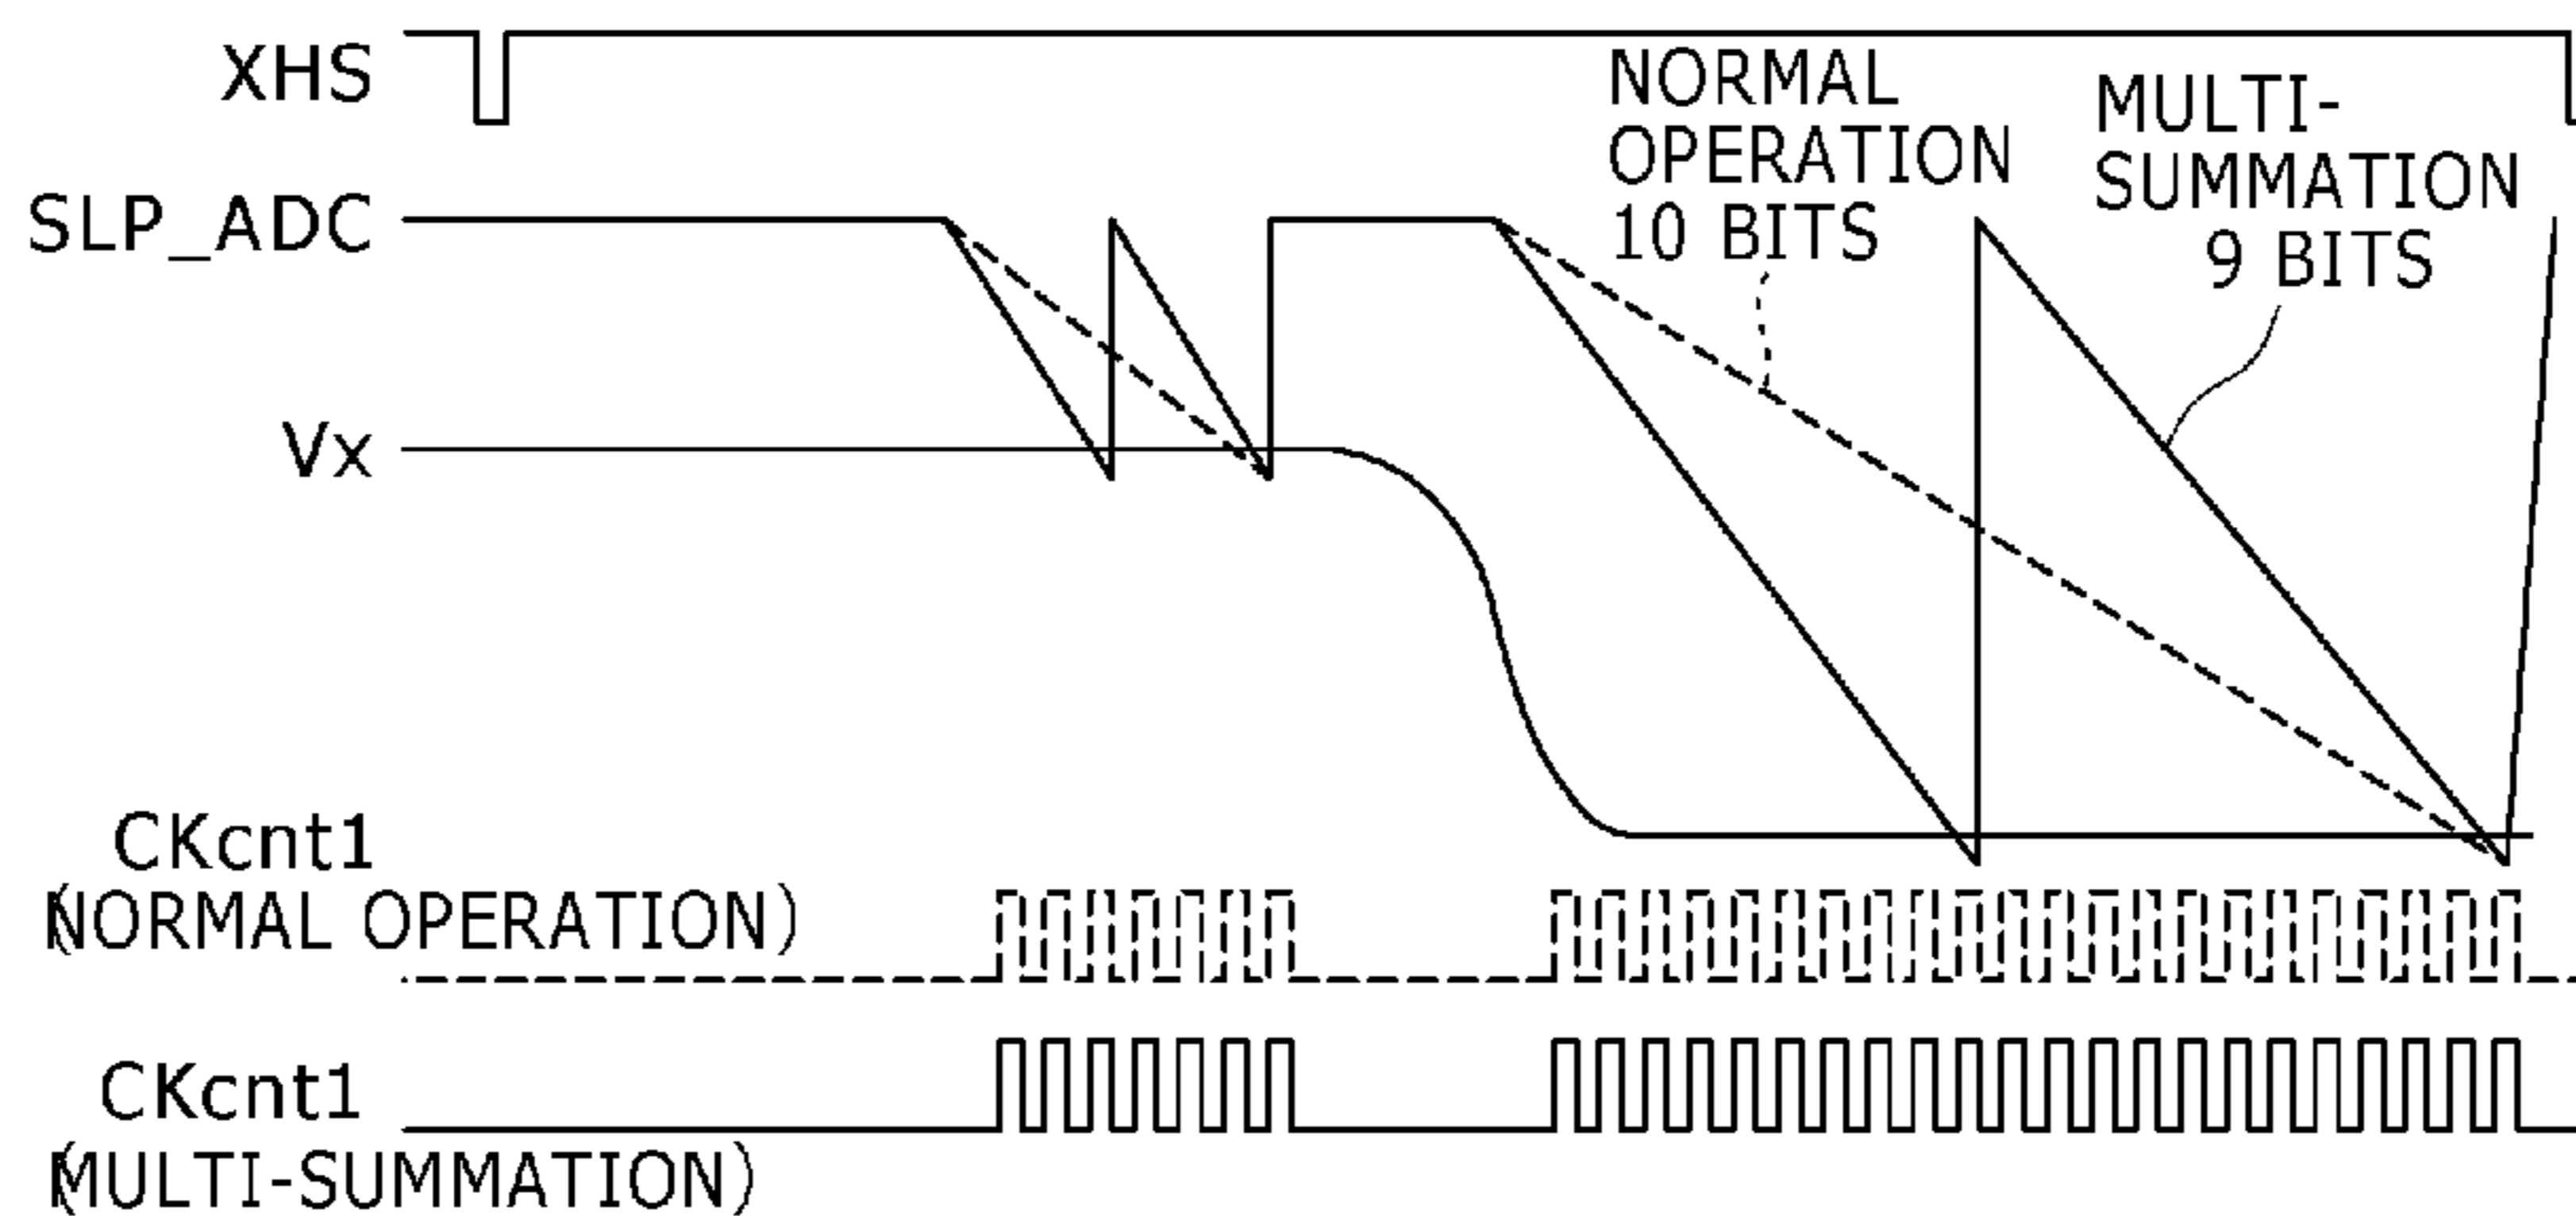 XHS
NORMAL
OPERATION
10 BITS
MULTI-
SUMMATION
9 BITS
SLP_ADC
Vx
CKcnt1
(NORMAL OPERATION)
CKcnt1
(MULTI-SUMMATION)